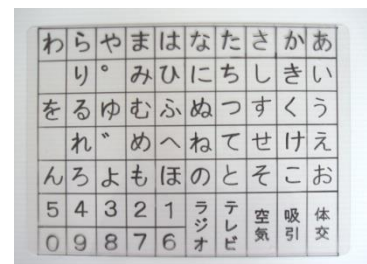 わ ら や ま は な た さ か あ
り ° み ひ に ち し き い
を る ゆ む ふ ぬ つ す く う
れ ゛ め へ ね て せ け え
ん ろ よ も ほ の と そ こ お
5 4 3 2 1 ラジオ テレビ 空気 吸引 体交
0 9 8 7 6